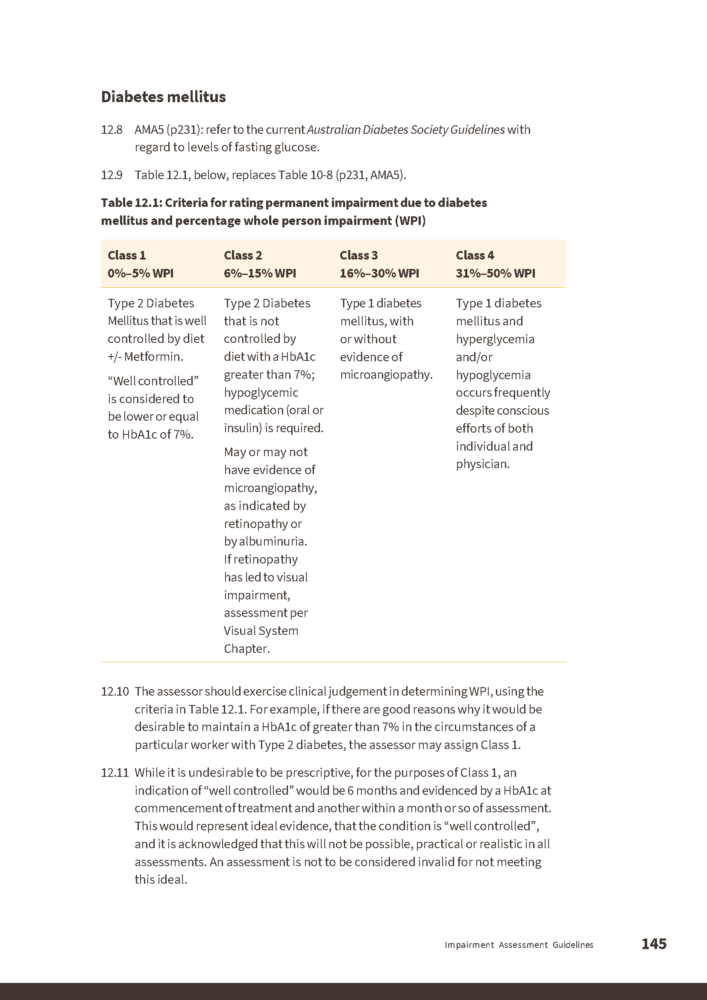 Diabetes mellitus
12.8 AMA5 (p231): refer to the current Australian Diabetes Society Guidelines with
regard to levels of fasting glucose.
12.9 Table 12.1, below, replaces Table 10-8 (p231, AMA5).
Table 12.1: Criteria for rating permanent impairment due to diabetes
mellitus and percentage whole person impairment (WPI)
Class 1
0%–5% WPI
Class 2
6%–15% WPI
Class 3
16%–30% WPI
Class 4
31%–50% WPI
Type 2 Diabetes
Mellitus that is well
controlled by diet
+/- Metformin.
“Well controlled”
is considered to
be lower or equal
to HbA1c of 7%.
Type 2 Diabetes
that is not
controlled by
diet with a HbA1c
greater than 7%;
hypoglycemic
medication (oral or
insulin) is required.
May or may not
have evidence of
microangiopathy,
as indicated by
retinopathy or
by albuminuria.
If retinopathy
has led to visual
impairment,
assessment per
Visual System
Chapter.
Type 1 diabetes
mellitus, with
or without
evidence of
microangiopathy.
Type 1 diabetes
mellitus and
hyperglycemia
and/or
hypoglycemia
occurs frequently
despite conscious
efforts of both
individual and
physician.
12.10 The assessor should exercise clinical judgement in determining WPI, using the
criteria in Table 12.1. For example, if there are good reasons why it would be
desirable to maintain a HbA1c of greater than 7% in the circumstances of a
particular worker with Type 2 diabetes, the assessor may assign Class 1.
12.11 While it is undesirable to be prescriptive, for the purposes of Class 1, an
indication of “well controlled” would be 6 months and evidenced by a HbA1c at
commencement of treatment and another within a month or so of assessment.
This would represent ideal evidence, that the condition is “well controlled”,
and it is acknowledged that this will not be possible, practical or realistic in all
assessments. An assessment is not to be considered invalid for not meeting
this ideal.
Impairment Assessment Guidelines 145